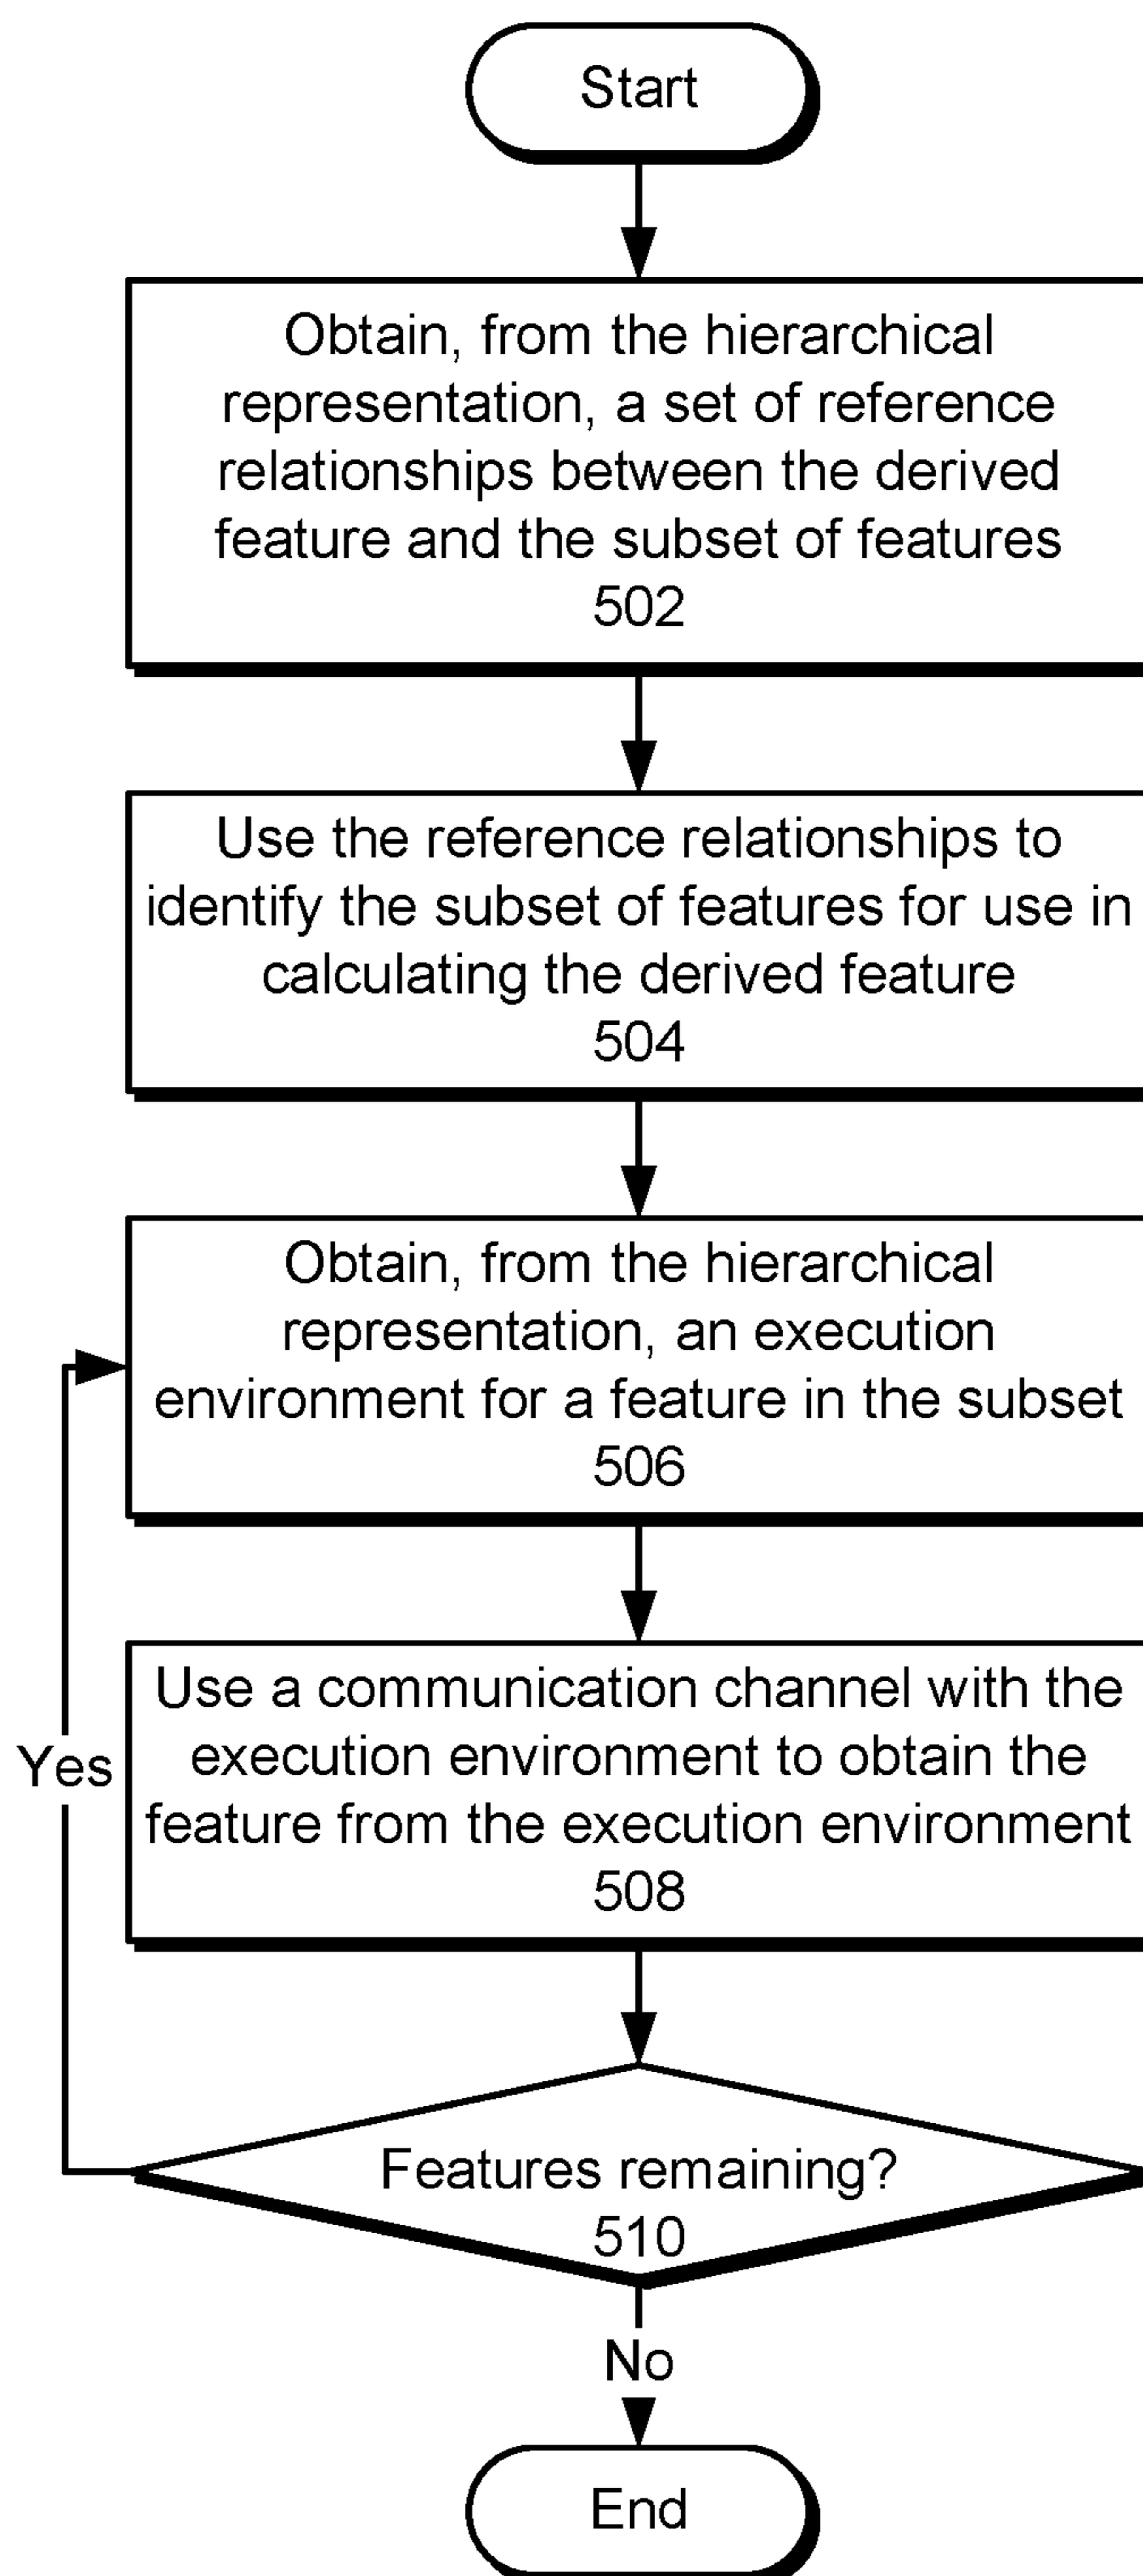 Start
Obtain, from the hierarchical
representation, a set of reference
relationships between the derived
feature and the subset of features
502
Use the reference relationships to
identify the subset of features for use in
calculating the derived feature
504
Obtain, from the hierarchical
representation, an execution
environment for a feature in the subset
506
Use a communication channel with the
execution environment to obtain the
feature from the execution environment
508
Yes
Features remaining?
510
No
End